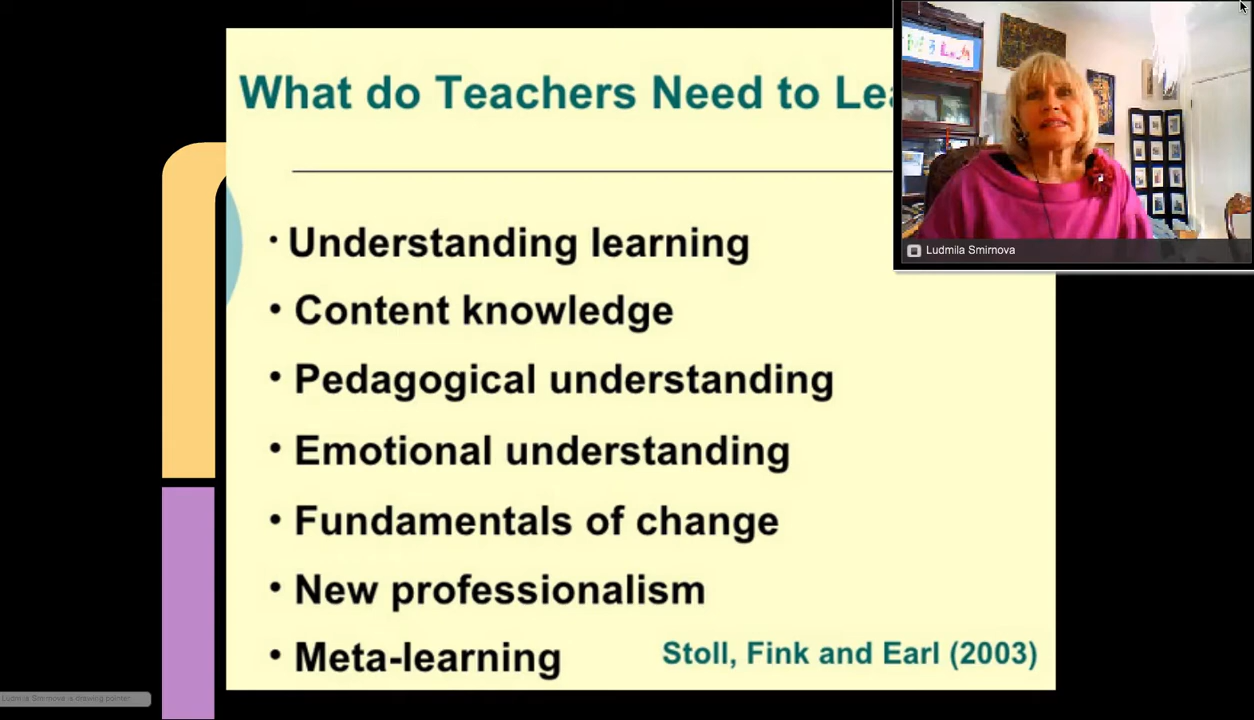 What do Teachers Need to Lea
• Understanding learning
• Content knowledge
• Pedagogical understanding
• Emotional understanding
• Fundamentals of change
• New professionalism
• Meta-learning
Stoll, Fink and Earl (2003)
Ludmila Smirnova
Ludmila Smirnova is drawing pointer